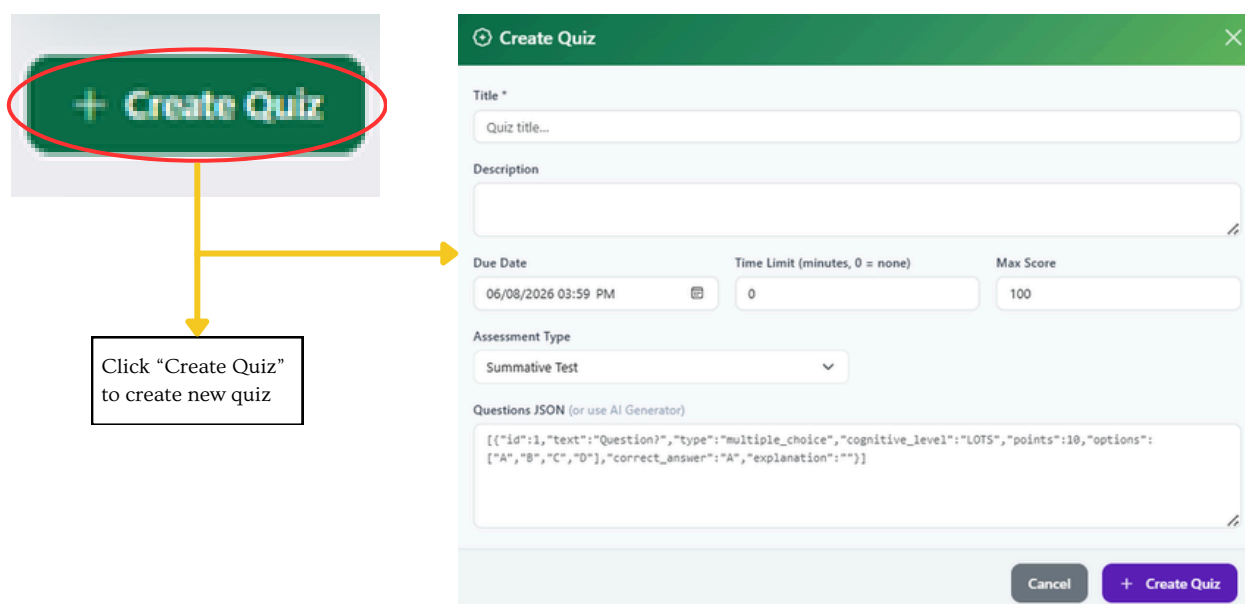 + Create Quiz
Click “Create Quiz”
to create new quiz
Create Quiz
Title *
Quiz title...
Description
Due Date
Time Limit (minutes, 0 = none)
Max Score
06/08/2026 03:59 PM
0
100
Assessment Type
Summative Test
Questions JSON (or use AI Generator)
[{"id":1,"text":"Question?","type":"multiple_choice","cognitive_level":"LOTS","points":10,"options":
["A","B","C","D"],"correct_answer":"A","explanation":""}]
Cancel
+ Create Quiz